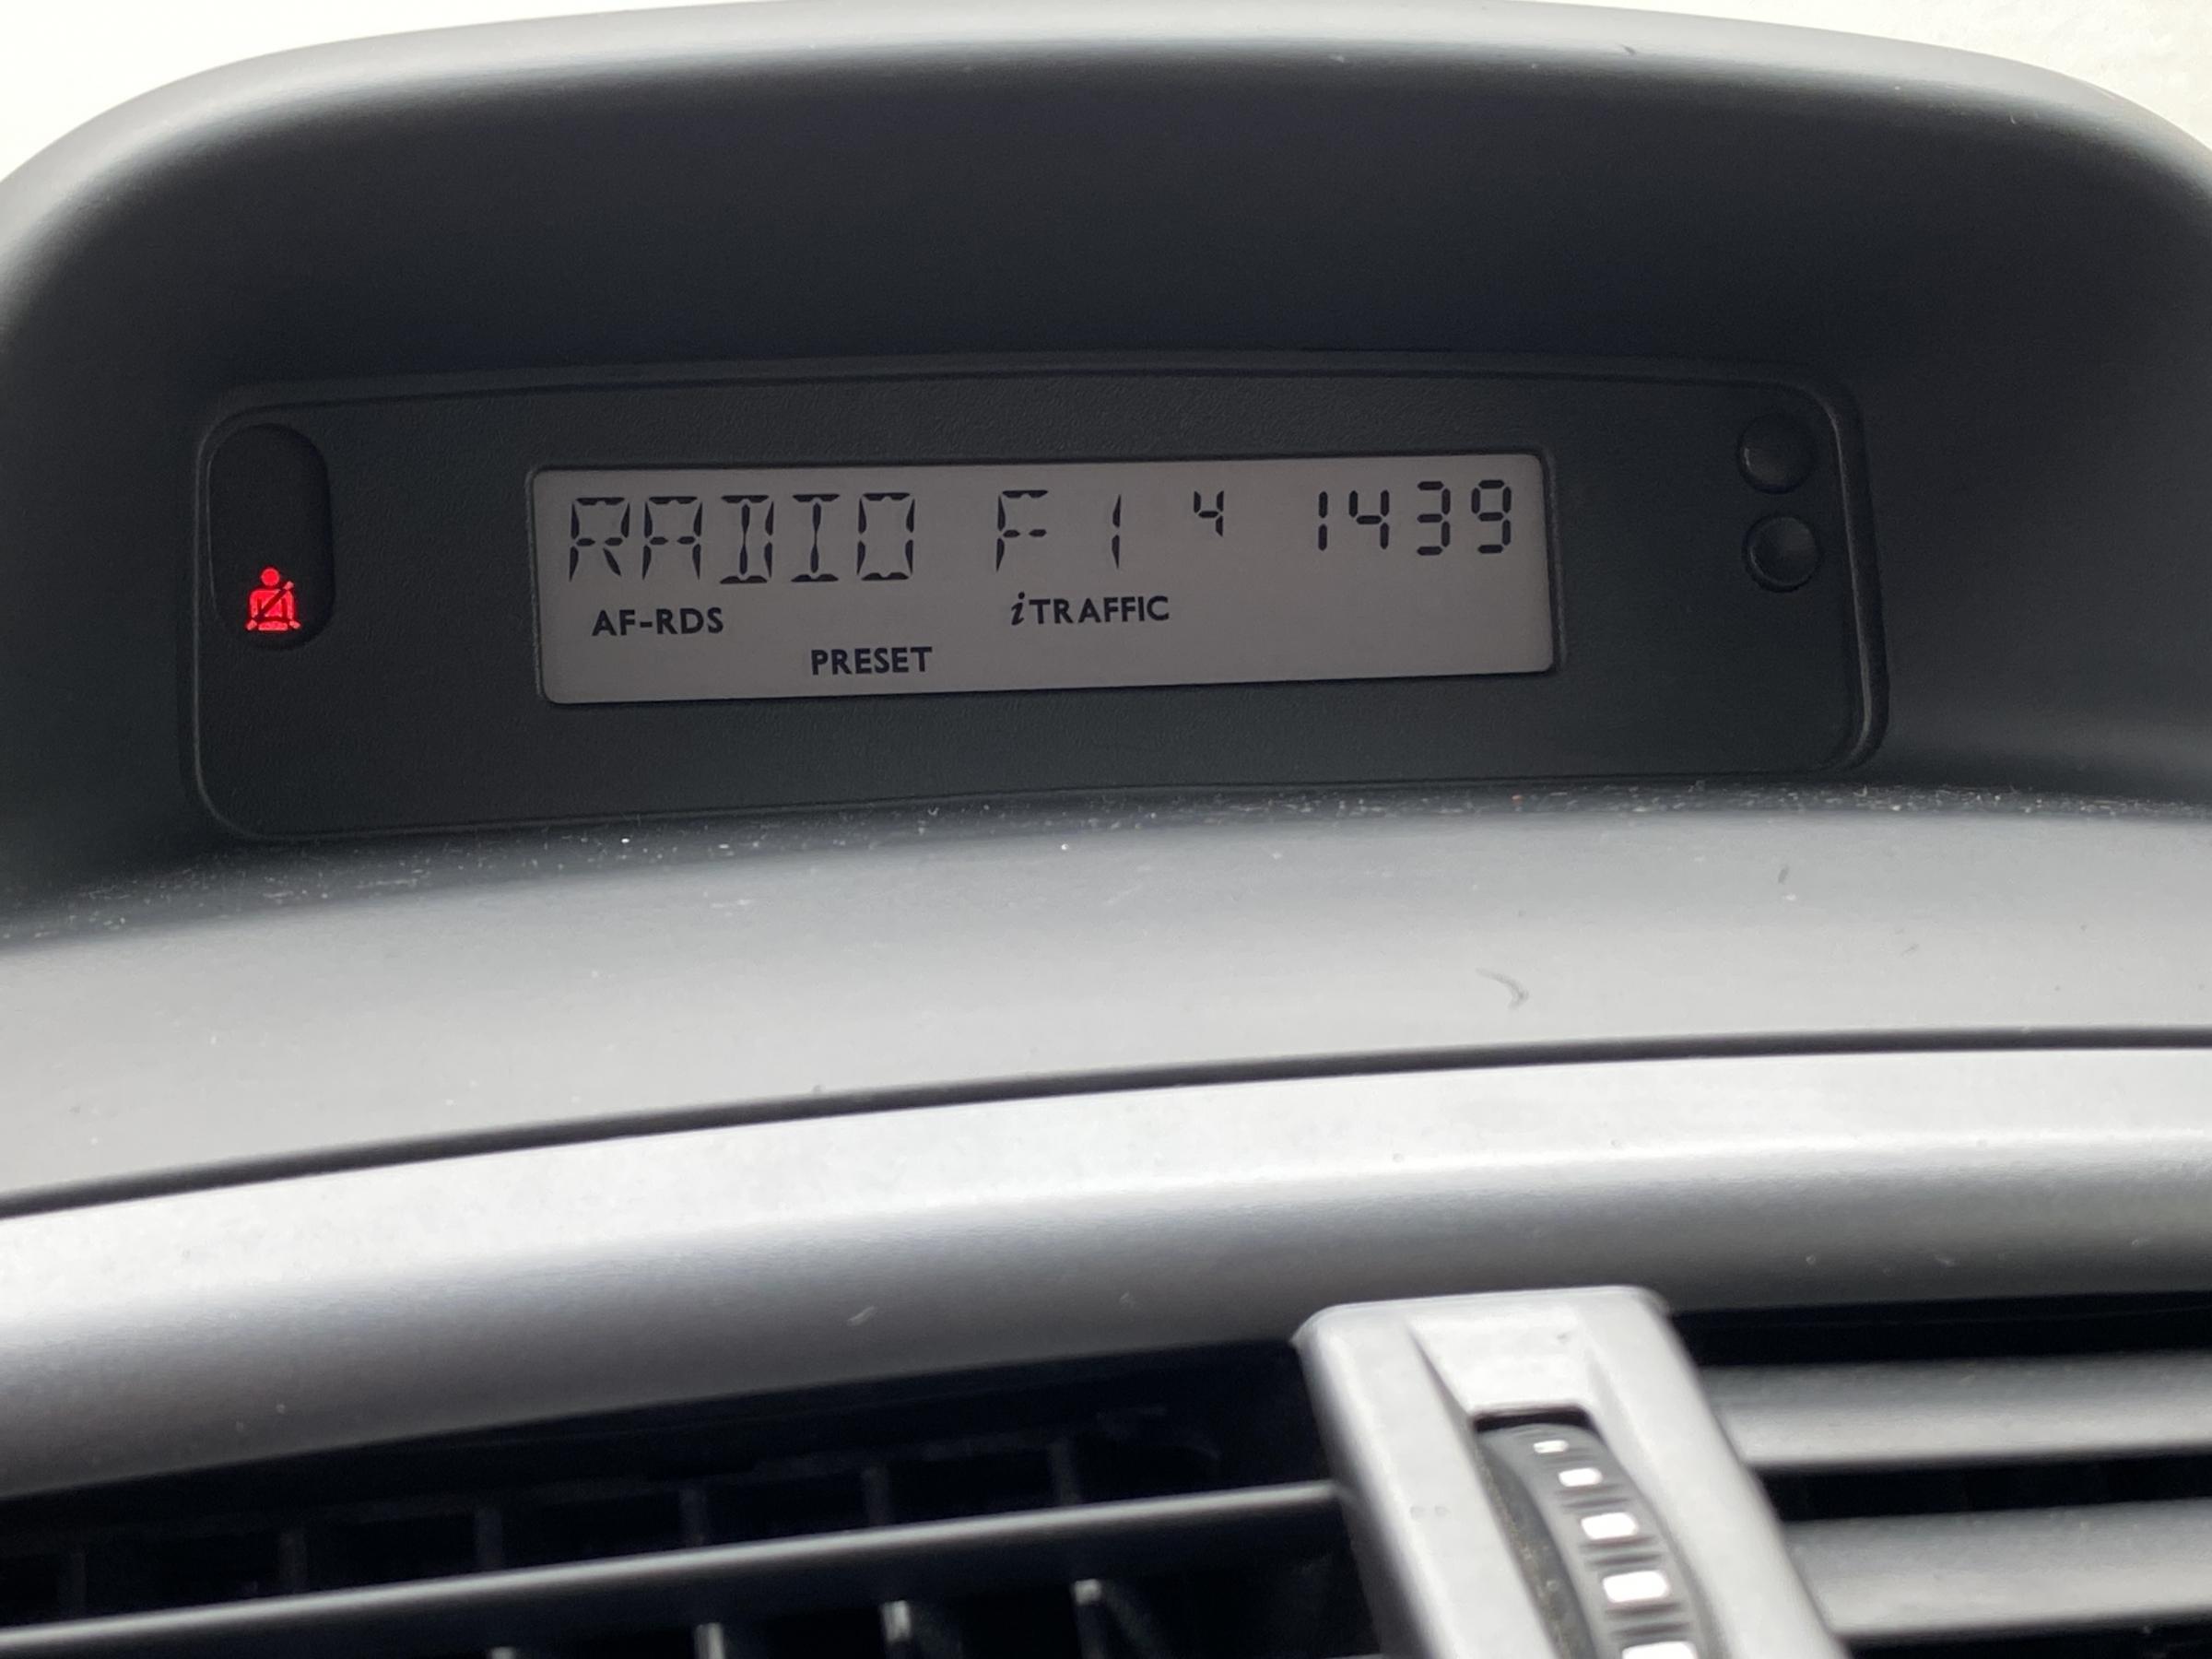 RADIO F1 4 1439
AF-RDS iTRAFFIC
PRESET